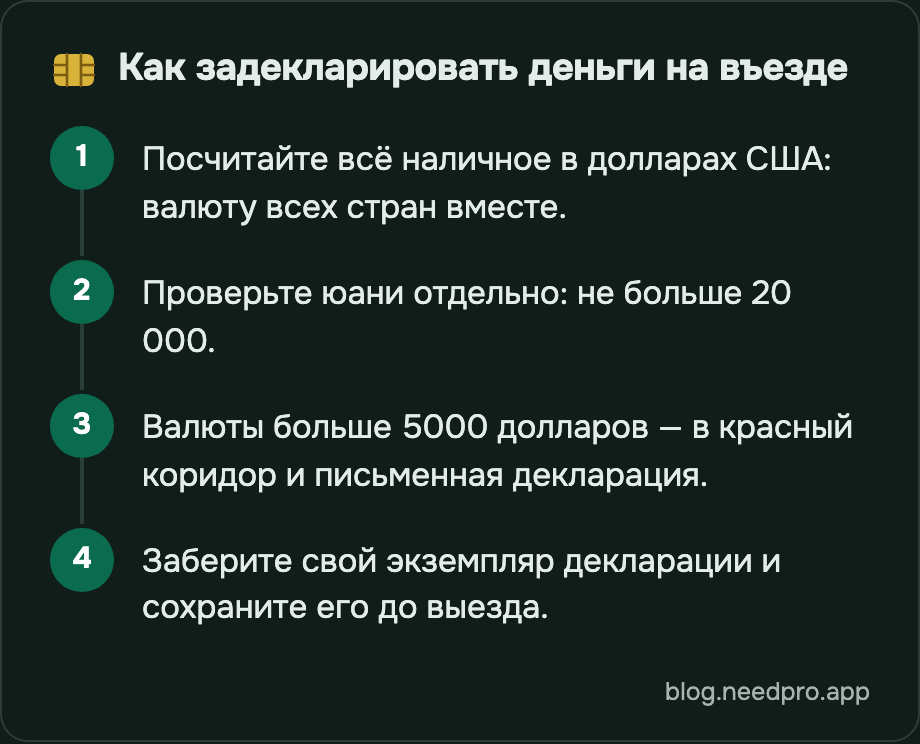 Как задекларировать деньги на въезде
1
Посчитайте всё наличное в долларах США:
валюту всех стран вместе.
2
Проверьте юани отдельно: не больше 20
000.
3
Валюты больше 5000 долларов — в красный
коридор и письменная декларация.
4
Заберите свой экземпляр декларации и
сохраните его до выезда.
blog.needpro.app